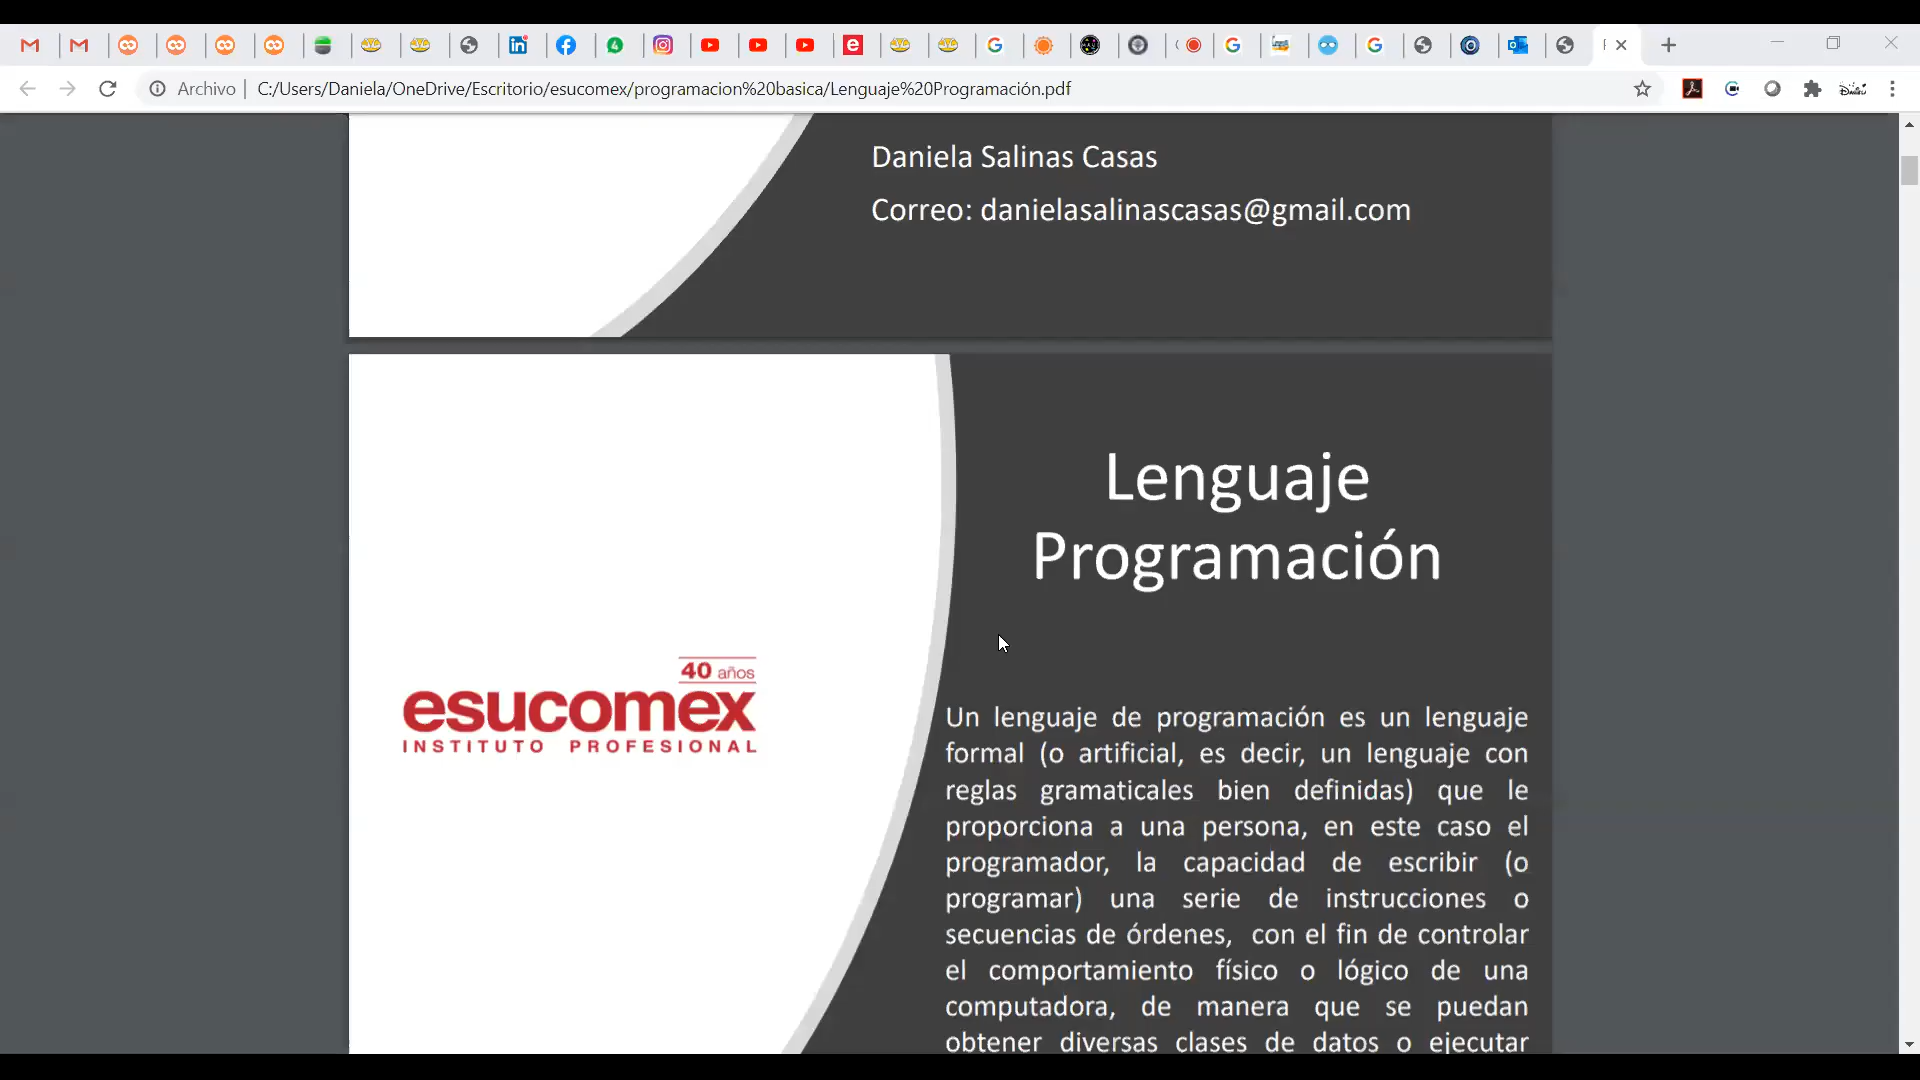 Archivo
C:/Users/Daniela/OneDrive/Escritorio/esucomex/programacion%20basica/Lenguaje%20Programación.pdf
Daniela Salinas Casas
Correo: danielasalinascasas@gmail.com
Lenguaje
Programación
40 años
esucomex
INSTITUTO PROFESIONAL
Un lenguaje de programación es un lenguaje
formal (o artificial, es decir, un lenguaje con
reglas gramaticales bien definidas) que le
proporciona a una persona, en este caso el
programador, la capacidad de escribir (o
programar) una serie de instrucciones o
secuencias de órdenes, con el fin de controlar
el comportamiento físico o lógico de una
computadora, de manera que se puedan
obtener diversas clases de datos o ejecutar